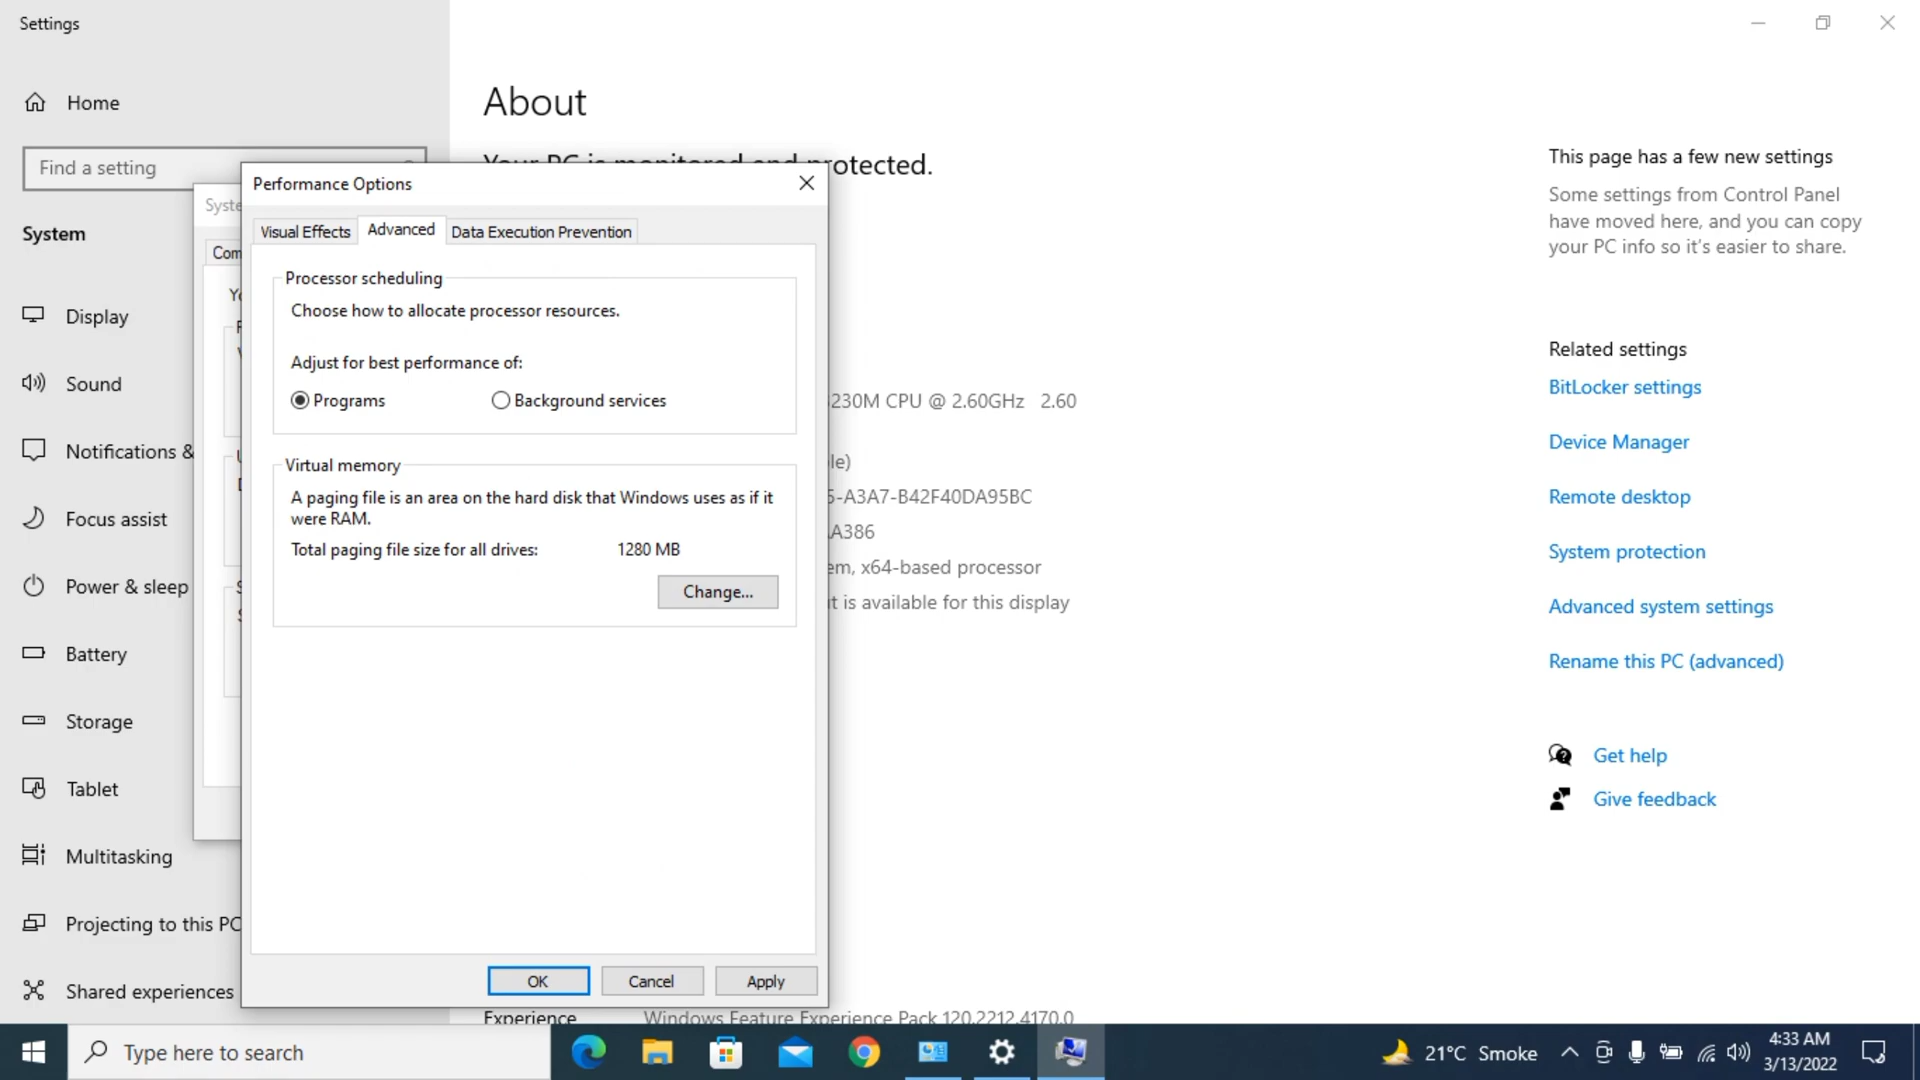 Settings
Home
Find a setting
System
Display
Sound
Notifications &
Focus assist
Power & sleep
Battery
Storage
Tablet
Multitasking
Projecting to this PC
Shared experiences
About
Your PC is monitored and protected.
Performance Options
Visual Effects
Advanced
Data Execution Prevention
Processor scheduling
Choose how to allocate processor resources.
Adjust for best performance of:
Programs
Background services
Virtual memory
A paging file is an area on the hard disk that Windows uses as if it
were RAM.
Total paging file size for all drives: 1280 MB
Change...
OK
Cancel
Apply
230M CPU @ 2.60GHz 2.60
le)
5-A3A7-B42F40DA95BC
A386
em, x64-based processor
ut is available for this display
Experience Windows Feature Experience Pack 120.2212.4170.0
This page has a few new settings
Some settings from Control Panel
have moved here, and you can copy
your PC info so it's easier to share.
Related settings
BitLocker settings
Device Manager
Remote desktop
System protection
Advanced system settings
Rename this PC (advanced)
Get help
Give feedback
Type here to search
21°C Smoke
4:33 AM
3/13/2022